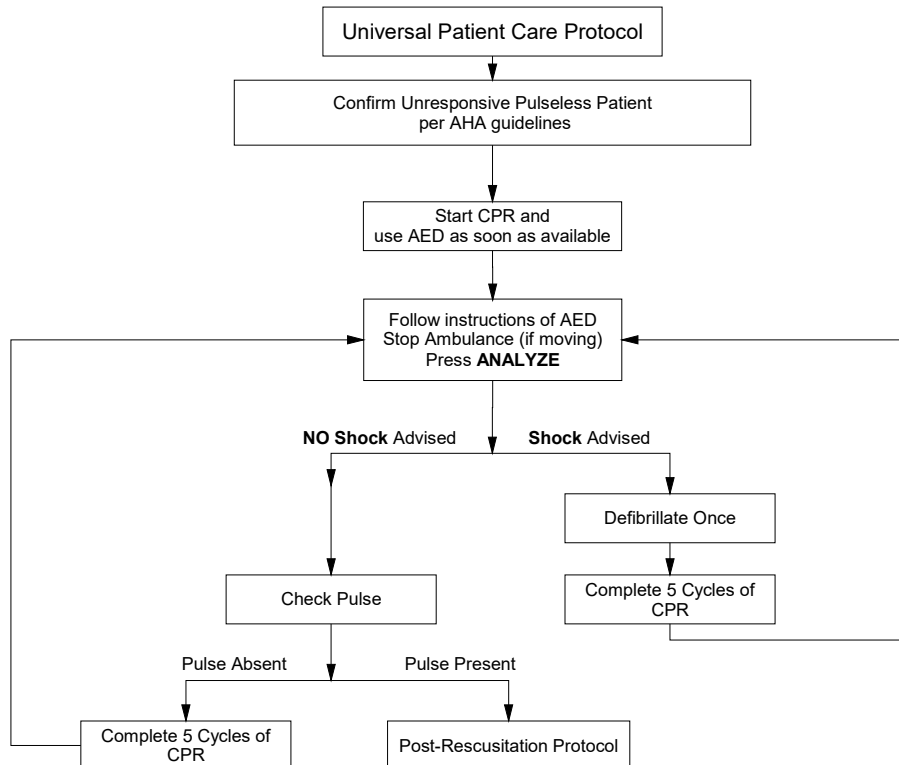 Universal Patient Care Protocol
Confirm Unresponsive Pulseless Patient
per AHA guidelines
Start CPR and
use AED as soon as available
Follow instructions of AED
Stop Ambulance (if moving)
Press ANALYZE
NO Shock Advised
Shock Advised
Defibrillate Once
Check Pulse
Complete 5 Cycles of
CPR
Pulse Absent
Pulse Present
Complete 5 Cycles of
CPR
Post-Rescusitation Protocol